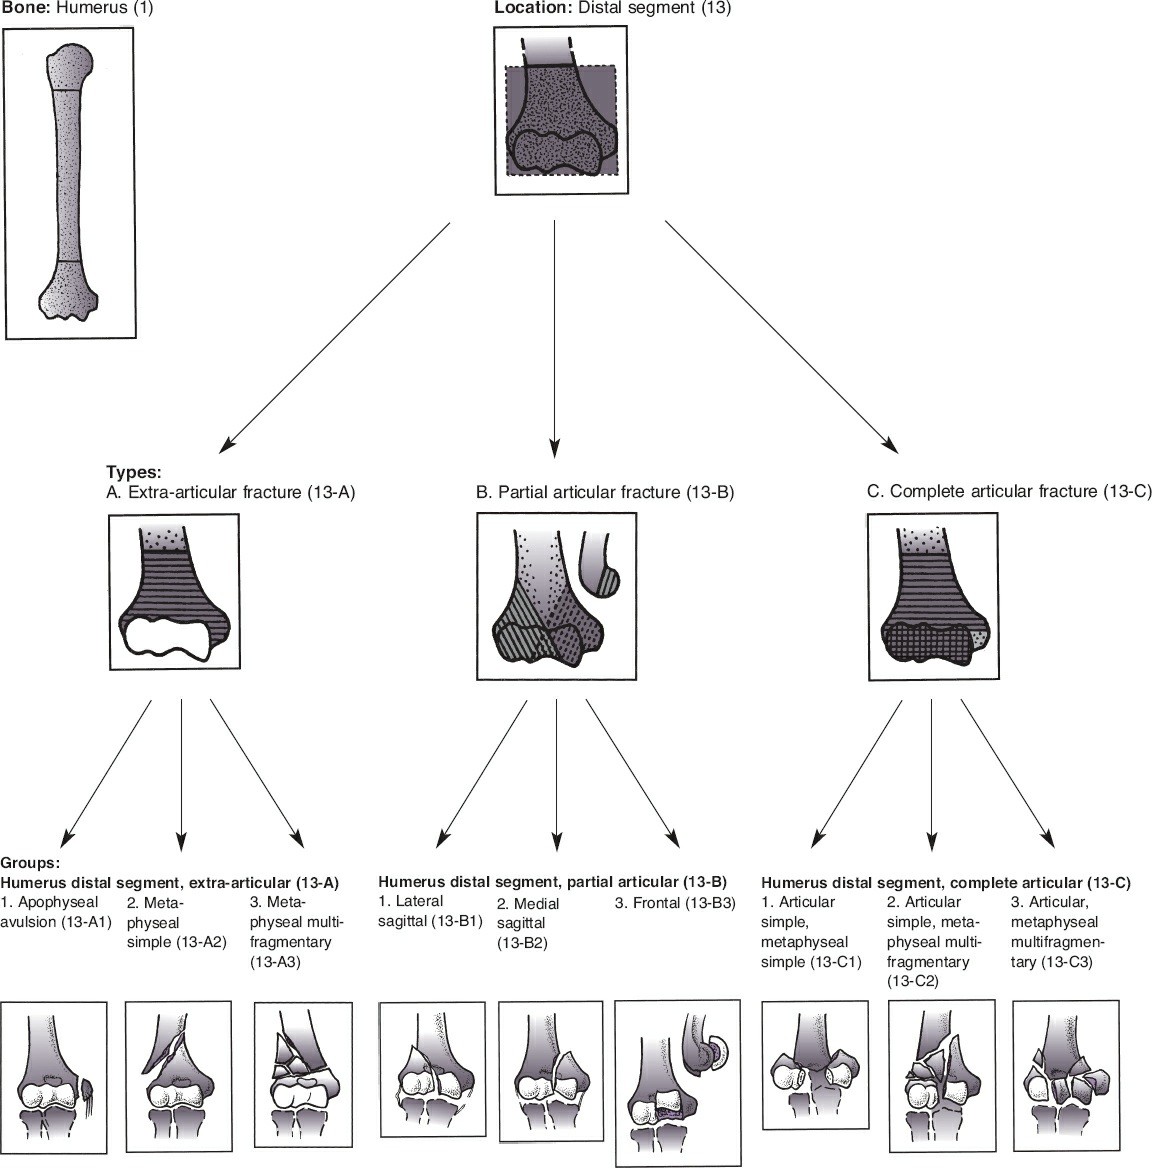 Bone: Humerus (1)
Location: Distal segment (13)
Types:
A. Extra-articular fracture (13-A)
B. Partial articular fracture (13-B)
C. Complete articular fracture (13-C)
Groups:
Humerus distal segment, extra-articular (13-A)
1. Apophyseal
avulsion (13-A1)
2. Meta-
physeal
simple (13-A2)
3. Meta-
physeal multi-
fragmentary
(13-A3)
Humerus distal segment, partial articular (13-B)
1. Lateral
sagittal (13-B1)
2. Medial
sagittal
(13-B2)
3. Frontal (13-B3)
Humerus distal segment, complete articular (13-C)
1. Articular
simple,
metaphyseal
simple (13-C1)
2. Articular
simple, meta-
physeal multi-
fragmentary
(13-C2)
3. Articular,
metaphyseal
multifragmen-
tary (13-C3)